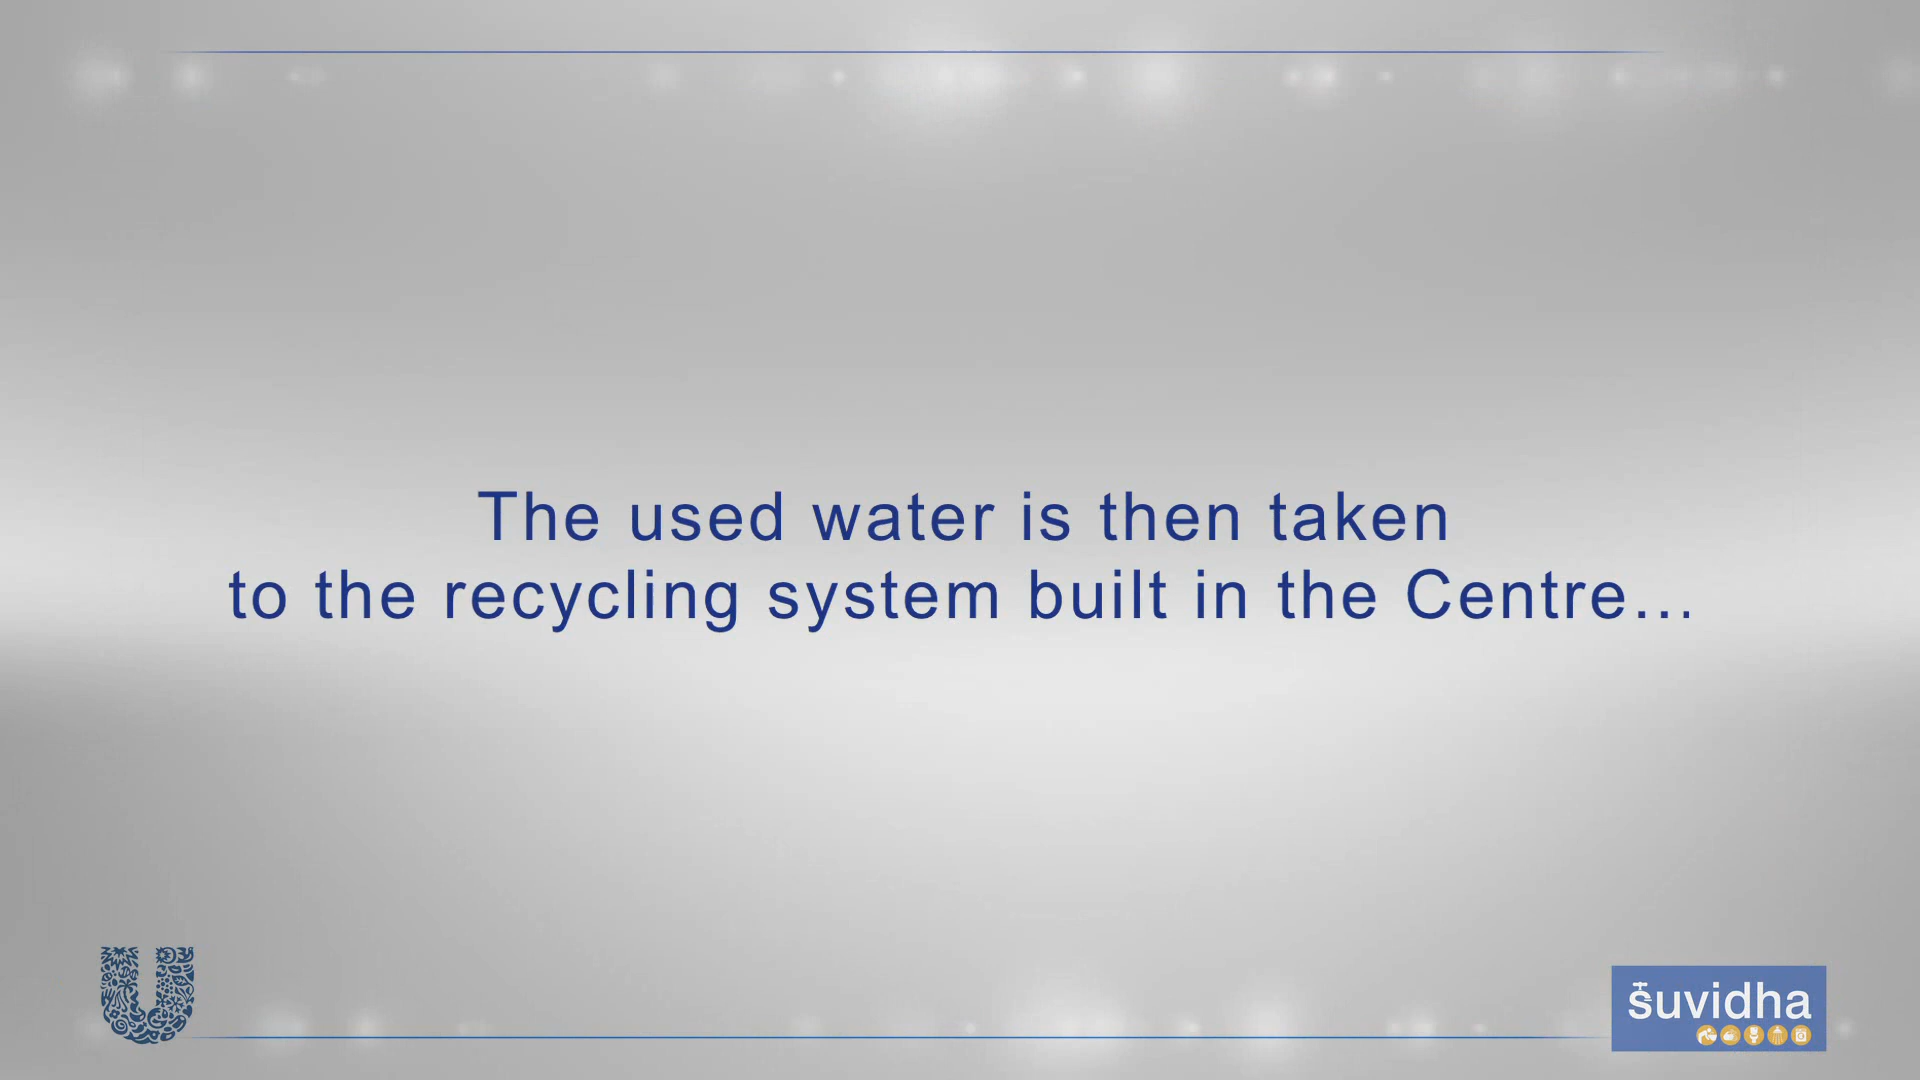 The used water is then taken
to the recycling system built in the Centre...
U
suvidha